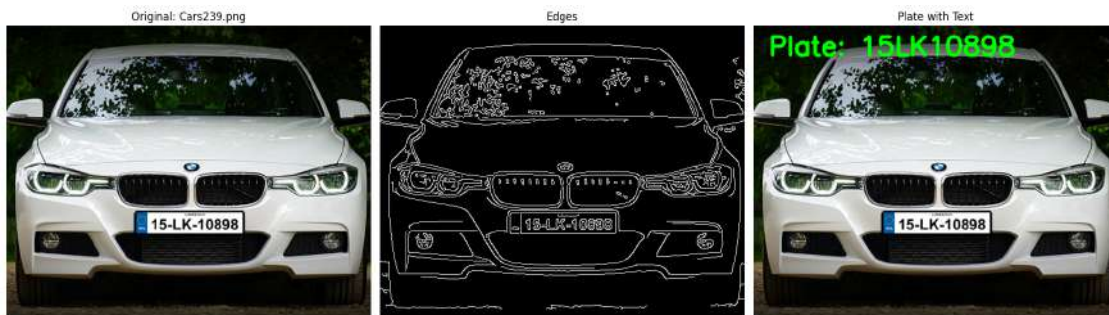 Original: Cars239.png
Edges
Plate with Text
Plate: 15LK10898
15-LK-10898
15-LK-10898
15-LK-10898